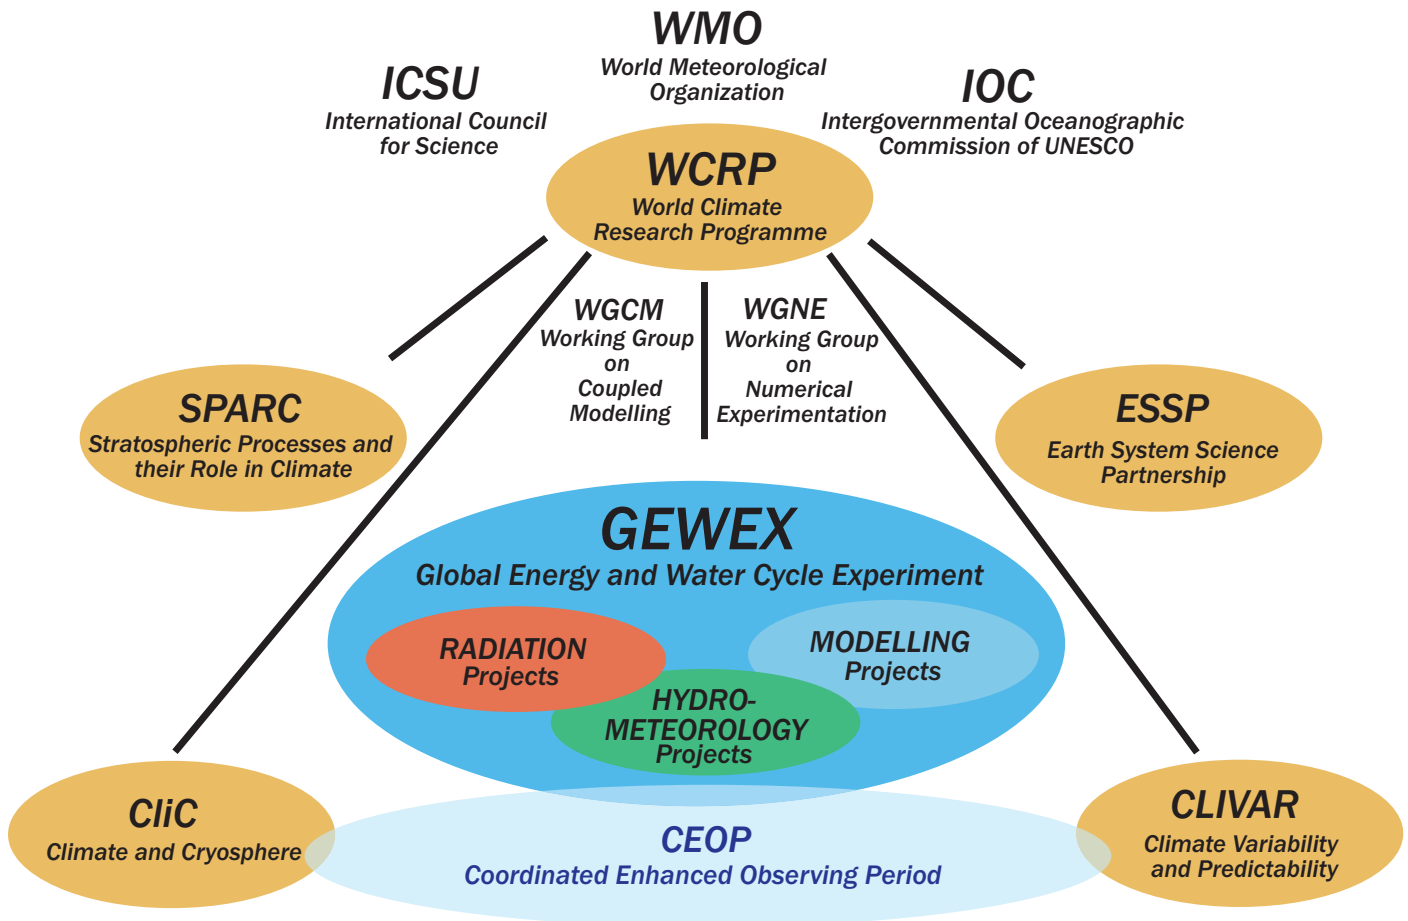 WMO
World Meteorological
Organization
ICSU
International Council
for Science
IOC
Intergovernmental Oceanographic
Commission of UNESCO
WCRP
World Climate
Research Programme
WGCM
Working Group
on
Coupled
Modelling
WGNE
Working Group
on
Numerical
Experimentation
SPARC
Stratospheric Processes and
their Role in Climate
ESSP
Earth System Science
Partnership
GEWEX
Global Energy and Water Cycle Experiment
RADIATION
Projects
MODELLING
Projects
HYDRO-
METEOROLOGY
Projects
CliC
Climate and Cryosphere
CEOP
Coordinated Enhanced Observing Period
CLIVAR
Climate Variability
and Predictability